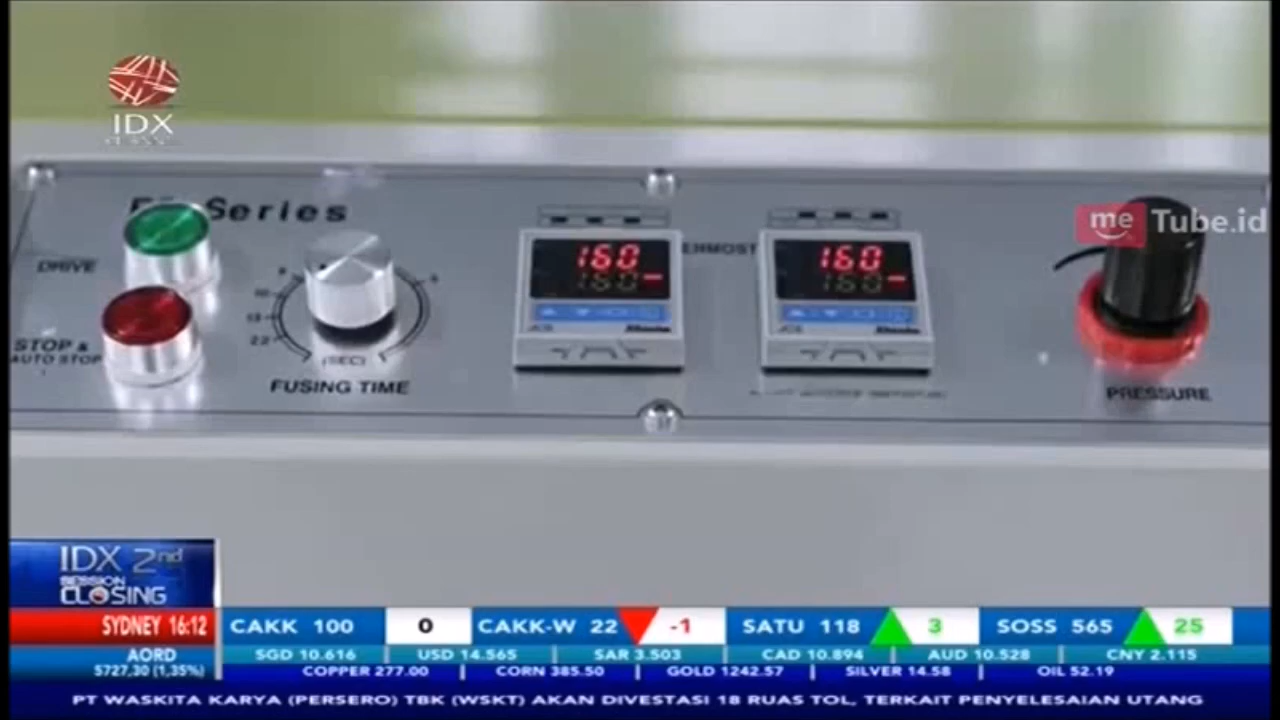 IDX
me Tube.id
Series
DRIVE
STOP &
AUTO STOP
(SEC)
FUSING TIME
160
160
160
160
PRESSURE
IDX 2nd
SESSION
CLOSING
SYDNEY 16:12
CAKK 100 0 CAKK-W 22 -1 SATU 118 3 SOSS 565 25
AORD
5727,30 (1,35%)
SGD 10.616 USD 14.565 SAR 3.503 CAD 10.894 AUD 10.528 CNY 2.115
COPPER 277.00 CORN 385.50 GOLD 1242.57 SILVER 14.58 OIL 52.19
PT WASKITA KARYA (PERSERO) TBK (WSKT) AKAN DIVESTASI 18 RUAS TOL, TERKAIT PENYELESAIAN UTANG